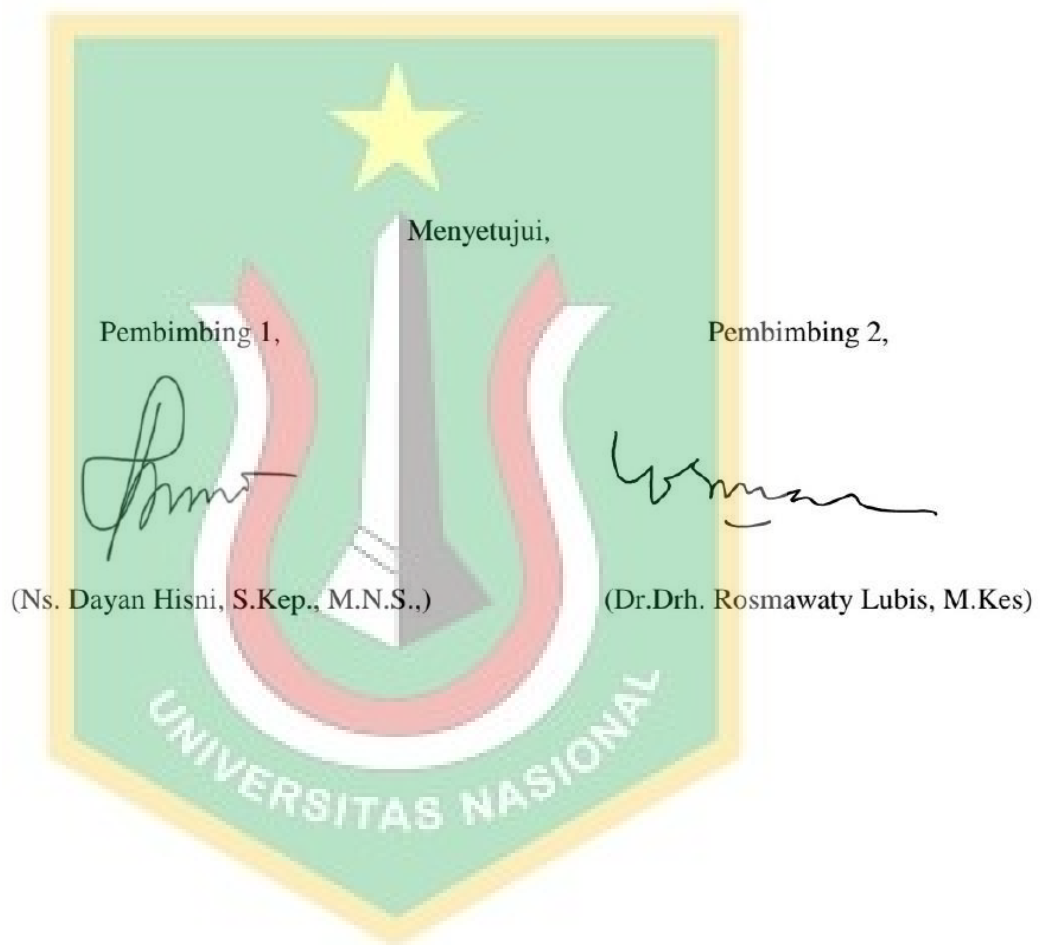 Menyetujui,
Pembimbing 1,
Pembimbing 2,
(Ns. Dayan Hisni, S.Kep., M.N.S.,)
(Dr.Drh. Rosmawaty Lubis, M.Kes)
UNIVERSITAS NASIONAL